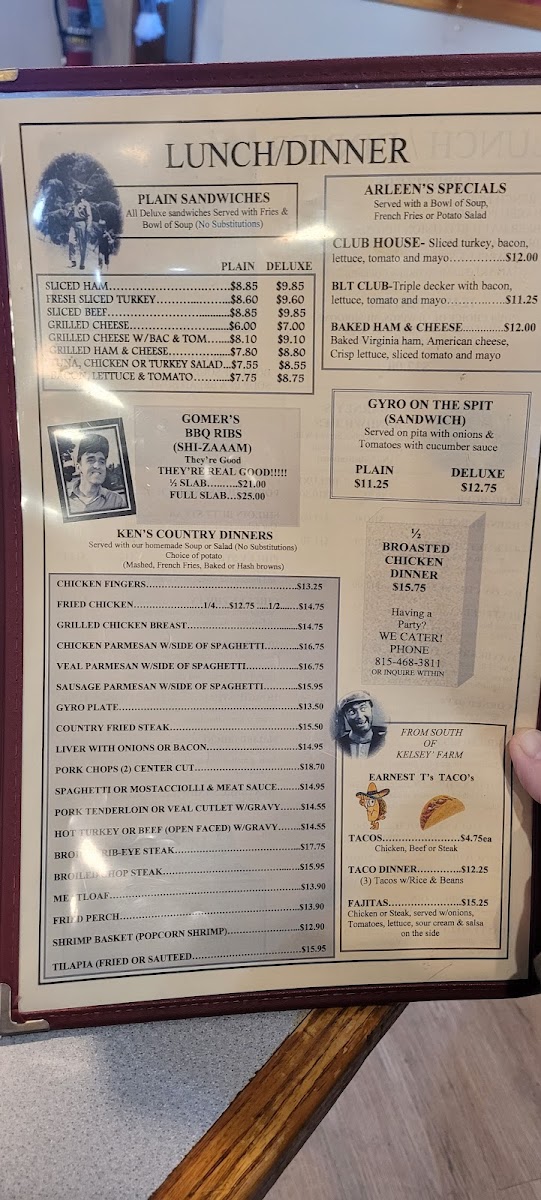 LUNCH/DINNER
PLAIN SANDWICHES
All Deluxe sandwiches Served with Fries &
Bowl of Soup (No Substitutions)
PLAIN DELUXE
SLICED HAM.....$8.85 $9.85
FRESH SLICED TURKEY.....$8.60 $9.60
SLICED BEEF.....$8.85 $9.85
GRILLED CHEESE.....$6.00 $7.00
GRILLED CHEESE W/BAC & TOM.....$8.10 $9.10
GRILLED HAM & CHEESE.....$7.80 $8.80
CHICKEN OR TURKEY SALAD...$7.55 $8.55
LETTUCE & TOMATO..........$7.75 $8.75
ARLEEN'S SPECIALS
Served with a Bowl of Soup,
French Fries or Potato Salad
CLUB HOUSE- Sliced turkey, bacon,
lettuce, tomato and mayo...............$12.00
BLT CLUB-Triple decker with bacon,
lettuce, tomato and mayo...............$11.25
BAKED HAM & CHEESE............$12.00
Baked Virginia ham, American cheese,
Crisp lettuce, sliced tomato and mayo
GOMER'S
BBQ RIBS
(SHI-ZAAAM)
They're Good
THEY'RE REAL GOOD!!!!!
½ SLAB..........$21.00
FULL SLAB...$25.00
GYRO ON THE SPIT
(SANDWICH)
Served on pita with onions &
Tomatoes with cucumber sauce
PLAIN DELUXE
$11.25 $12.75
KEN'S COUNTRY DINNERS
Served with our homemade Soup or Salad (No Substitutions)
Choice of potato
(Mashed, French Fries, Baked or Hash browns)
CHICKEN FINGERS.....$13.25
FRIED CHICKEN.....1/4....$12.75 .....1/2.......$14.75
GRILLED CHICKEN BREAST.....$14.75
CHICKEN PARMESAN W/SIDE OF SPAGHETTI.....$16.75
VEAL PARMESAN W/SIDE OF SPAGHETTI.....$16.75
SAUSAGE PARMESAN W/SIDE OF SPAGHETTI.....$15.95
GYRO PLATE.....$13.50
COUNTRY FRIED STEAK.....$15.50
LIVER WITH ONIONS OR BACON.....$14.95
PORK CHOPS (2) CENTER CUT.....$18.70
SPAGHETTI OR MOSTACCIOLLI & MEAT SAUCE.......$14.95
PORK TENDERLOIN OR VEAL CUTLET W/GRAVY.......$14.55
HOT TURKEY OR BEEF (OPEN FACED) W/GRAVY.......$14.55
RIB-EYE STEAK.....$17.75
BROILED CHOP STEAK.....$15.95
MEATLOAF.....$13.90
FRIED PERCH.....$13.90
SHRIMP BASKET (POPCORN SHRIMP).....$12.90
TILAPIA (FRIED OR SAUTEED.....$15.95
½
BROASTED
CHICKEN
DINNER
$15.75
Having a
Party?
WE CATER!
PHONE
815-468-3811
OR INQUIRE WITHIN
FROM SOUTH
OF
KELSEY' FARM
EARNEST T's TACO's
TACOS.....$4.75ea
Chicken, Beef or Steak
TACO DINNER.............$12.25
(3) Tacos w/Rice & Beans
FAJITAS.....$15.25
Chicken or Steak, served w/onions,
Tomatoes, lettuce, sour cream & salsa
on the side